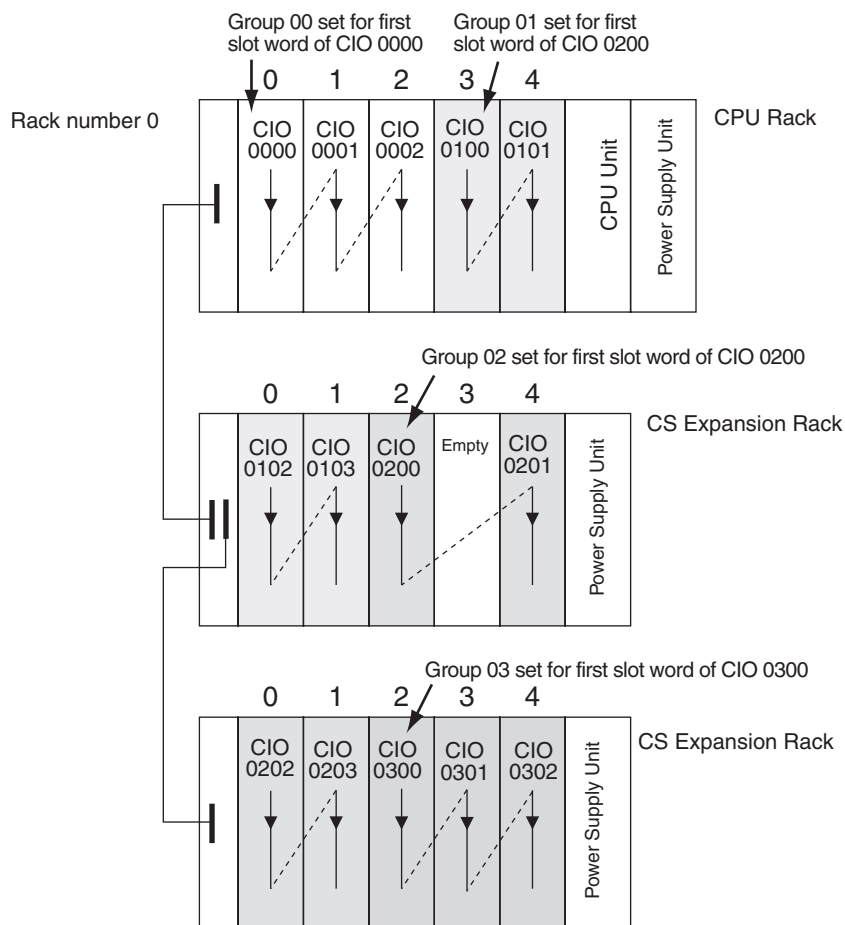 Group 00 set for first
slot word of CIO 0000
Group 01 set for first
slot word of CIO 0200
0 1 2 3 4
Rack number 0
CIO
0000
CIO
0001
CIO
0002
CIO
0100
CIO
0101
CPU Unit
Power Supply Unit
CPU Rack
Group 02 set for first slot word of CIO 0200
0 1 2 3 4
CIO
0102
CIO
0103
CIO
0200
Empty
CIO
0201
Power Supply Unit
CS Expansion Rack
Group 03 set for first slot word of CIO 0300
0 1 2 3 4
CIO
0202
CIO
0203
CIO
0300
CIO
0301
CIO
0302
Power Supply Unit
CS Expansion Rack